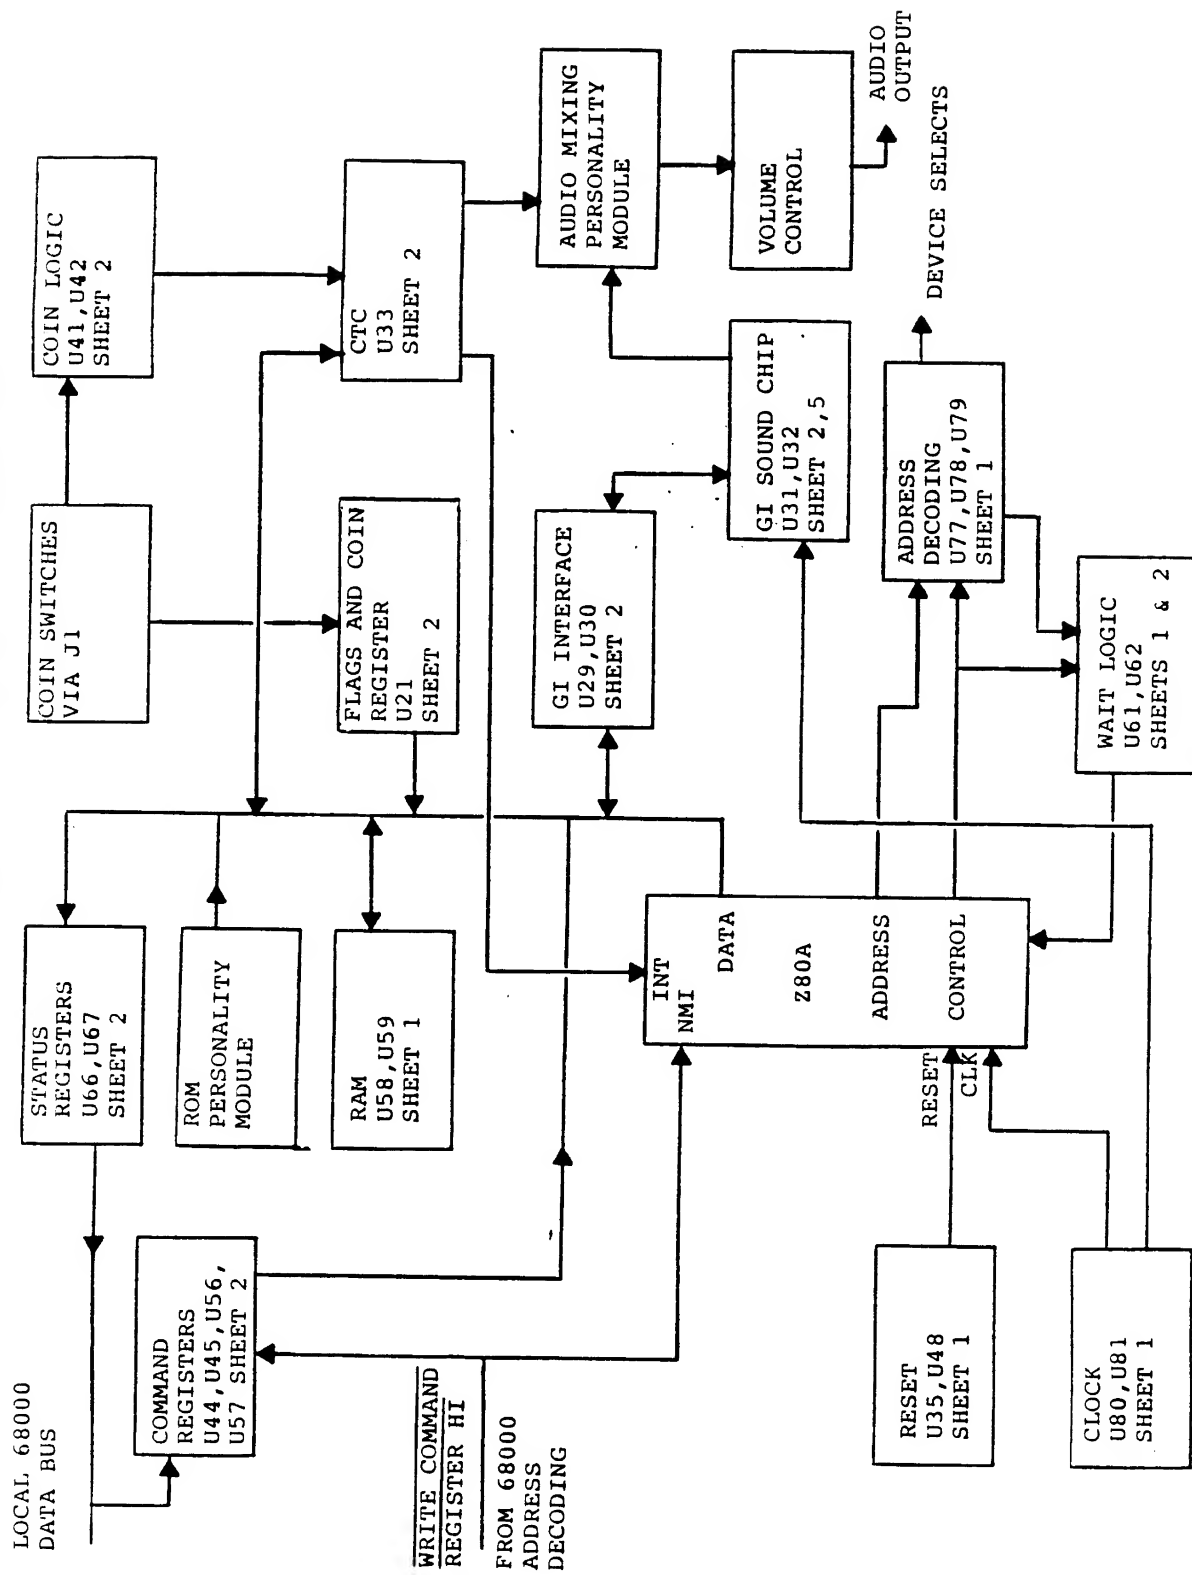 LOCAL 68000
DATA BUS
COMMAND
REGISTERS
U44,U45,U56,
U57 SHEET 2
WRITE COMMAND
REGISTER HI
FROM 68000
ADDRESS
DECODING
STATUS
REGISTERS
U66,U67
SHEET 2
ROM
PERSONALITY
MODULE
RAM
U58,U59
SHEET 1
RESET
U35,U48
SHEET 1
CLOCK
U80,U81
SHEET 1
RESET
CLK
INT
NMI
DATA
Z80A
ADDRESS
CONTROL
COIN SWITCHES
VIA J1
FLAGS AND COIN
REGISTER
U21
SHEET 2
GI INTERFACE
U29,U30
SHEET 2
WAIT LOGIC
U61,U62
SHEETS 1 & 2
COIN LOGIC
U41,U42
SHEET 2
CTC
U33
SHEET 2
GI SOUND CHIP
U31,U32
SHEET 2,5
ADDRESS
DECODING
U77,U78,U79
SHEET 1
DEVICE SELECTS
AUDIO MIXING
PERSONALITY
MODULE
VOLUME
CONTROL
AUDIO
OUTPUT